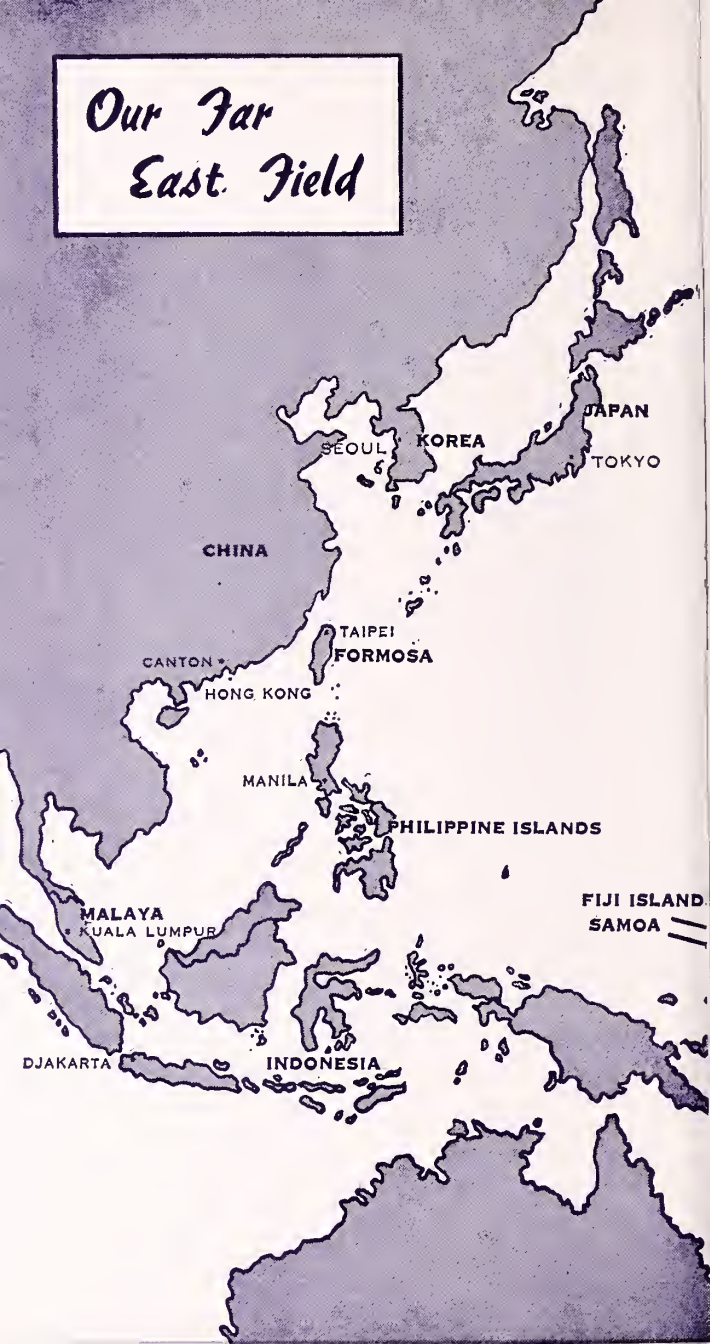 Our Far
East Field
JAPAN
KOREA
SEOUL
TOKYO
CHINA
TAIPEI
FORMOSA
CANTON
HONG KONG
MANILA
PHILIPPINE ISLANDS
FIJI ISLAND
SAMOA
MALAYA
KUALA LUMPUR
DJAKARTA
INDONESIA